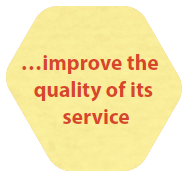 …improve the
quality of its
service